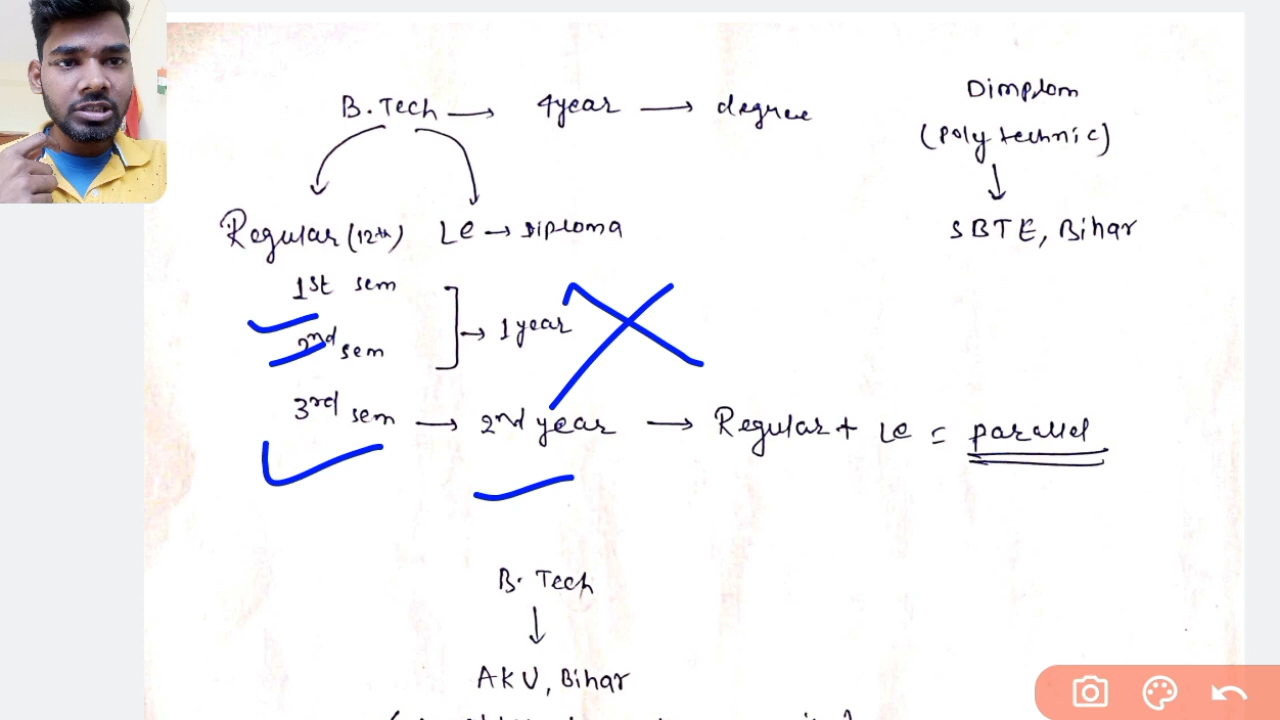 B.Tech → 4year → degree
Dimplom
(Polytechnic)
↓
SBTE, Bihar
Regular (12th) LE → Diploma
1st sem
2nd sem
→ 1 year
3rd sem → 2nd year → Regular + LE = parallel
B. Tech
↓
AKU, Bihar